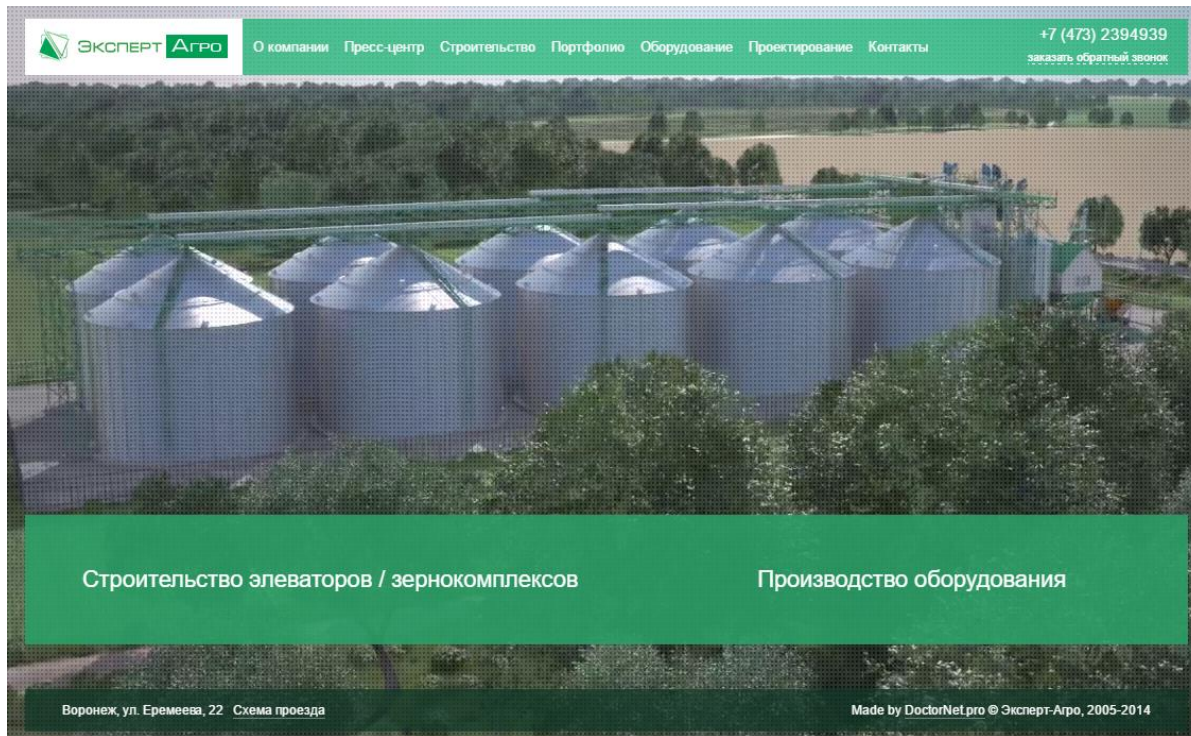 Эксперт Агро
О компании Пресс-центр Строительство Портфолио Оборудование Проектирование Контакты
+7 (473) 2394939
заказать обратный звонок
Строительство элеваторов / зернокомплексов
Производство оборудования
Воронеж, ул. Еремеева, 22 Схема проезда
Made by DoctorNet.pro © Эксперт-Агро, 2005-2014